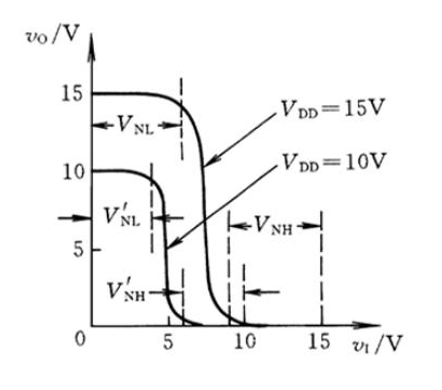 v_O/V
15
V_NL
V_DD=15V
10
V_DD=10V
V'_NL
V_NH
5
V'_NH
0
5
10
15
v_I/V